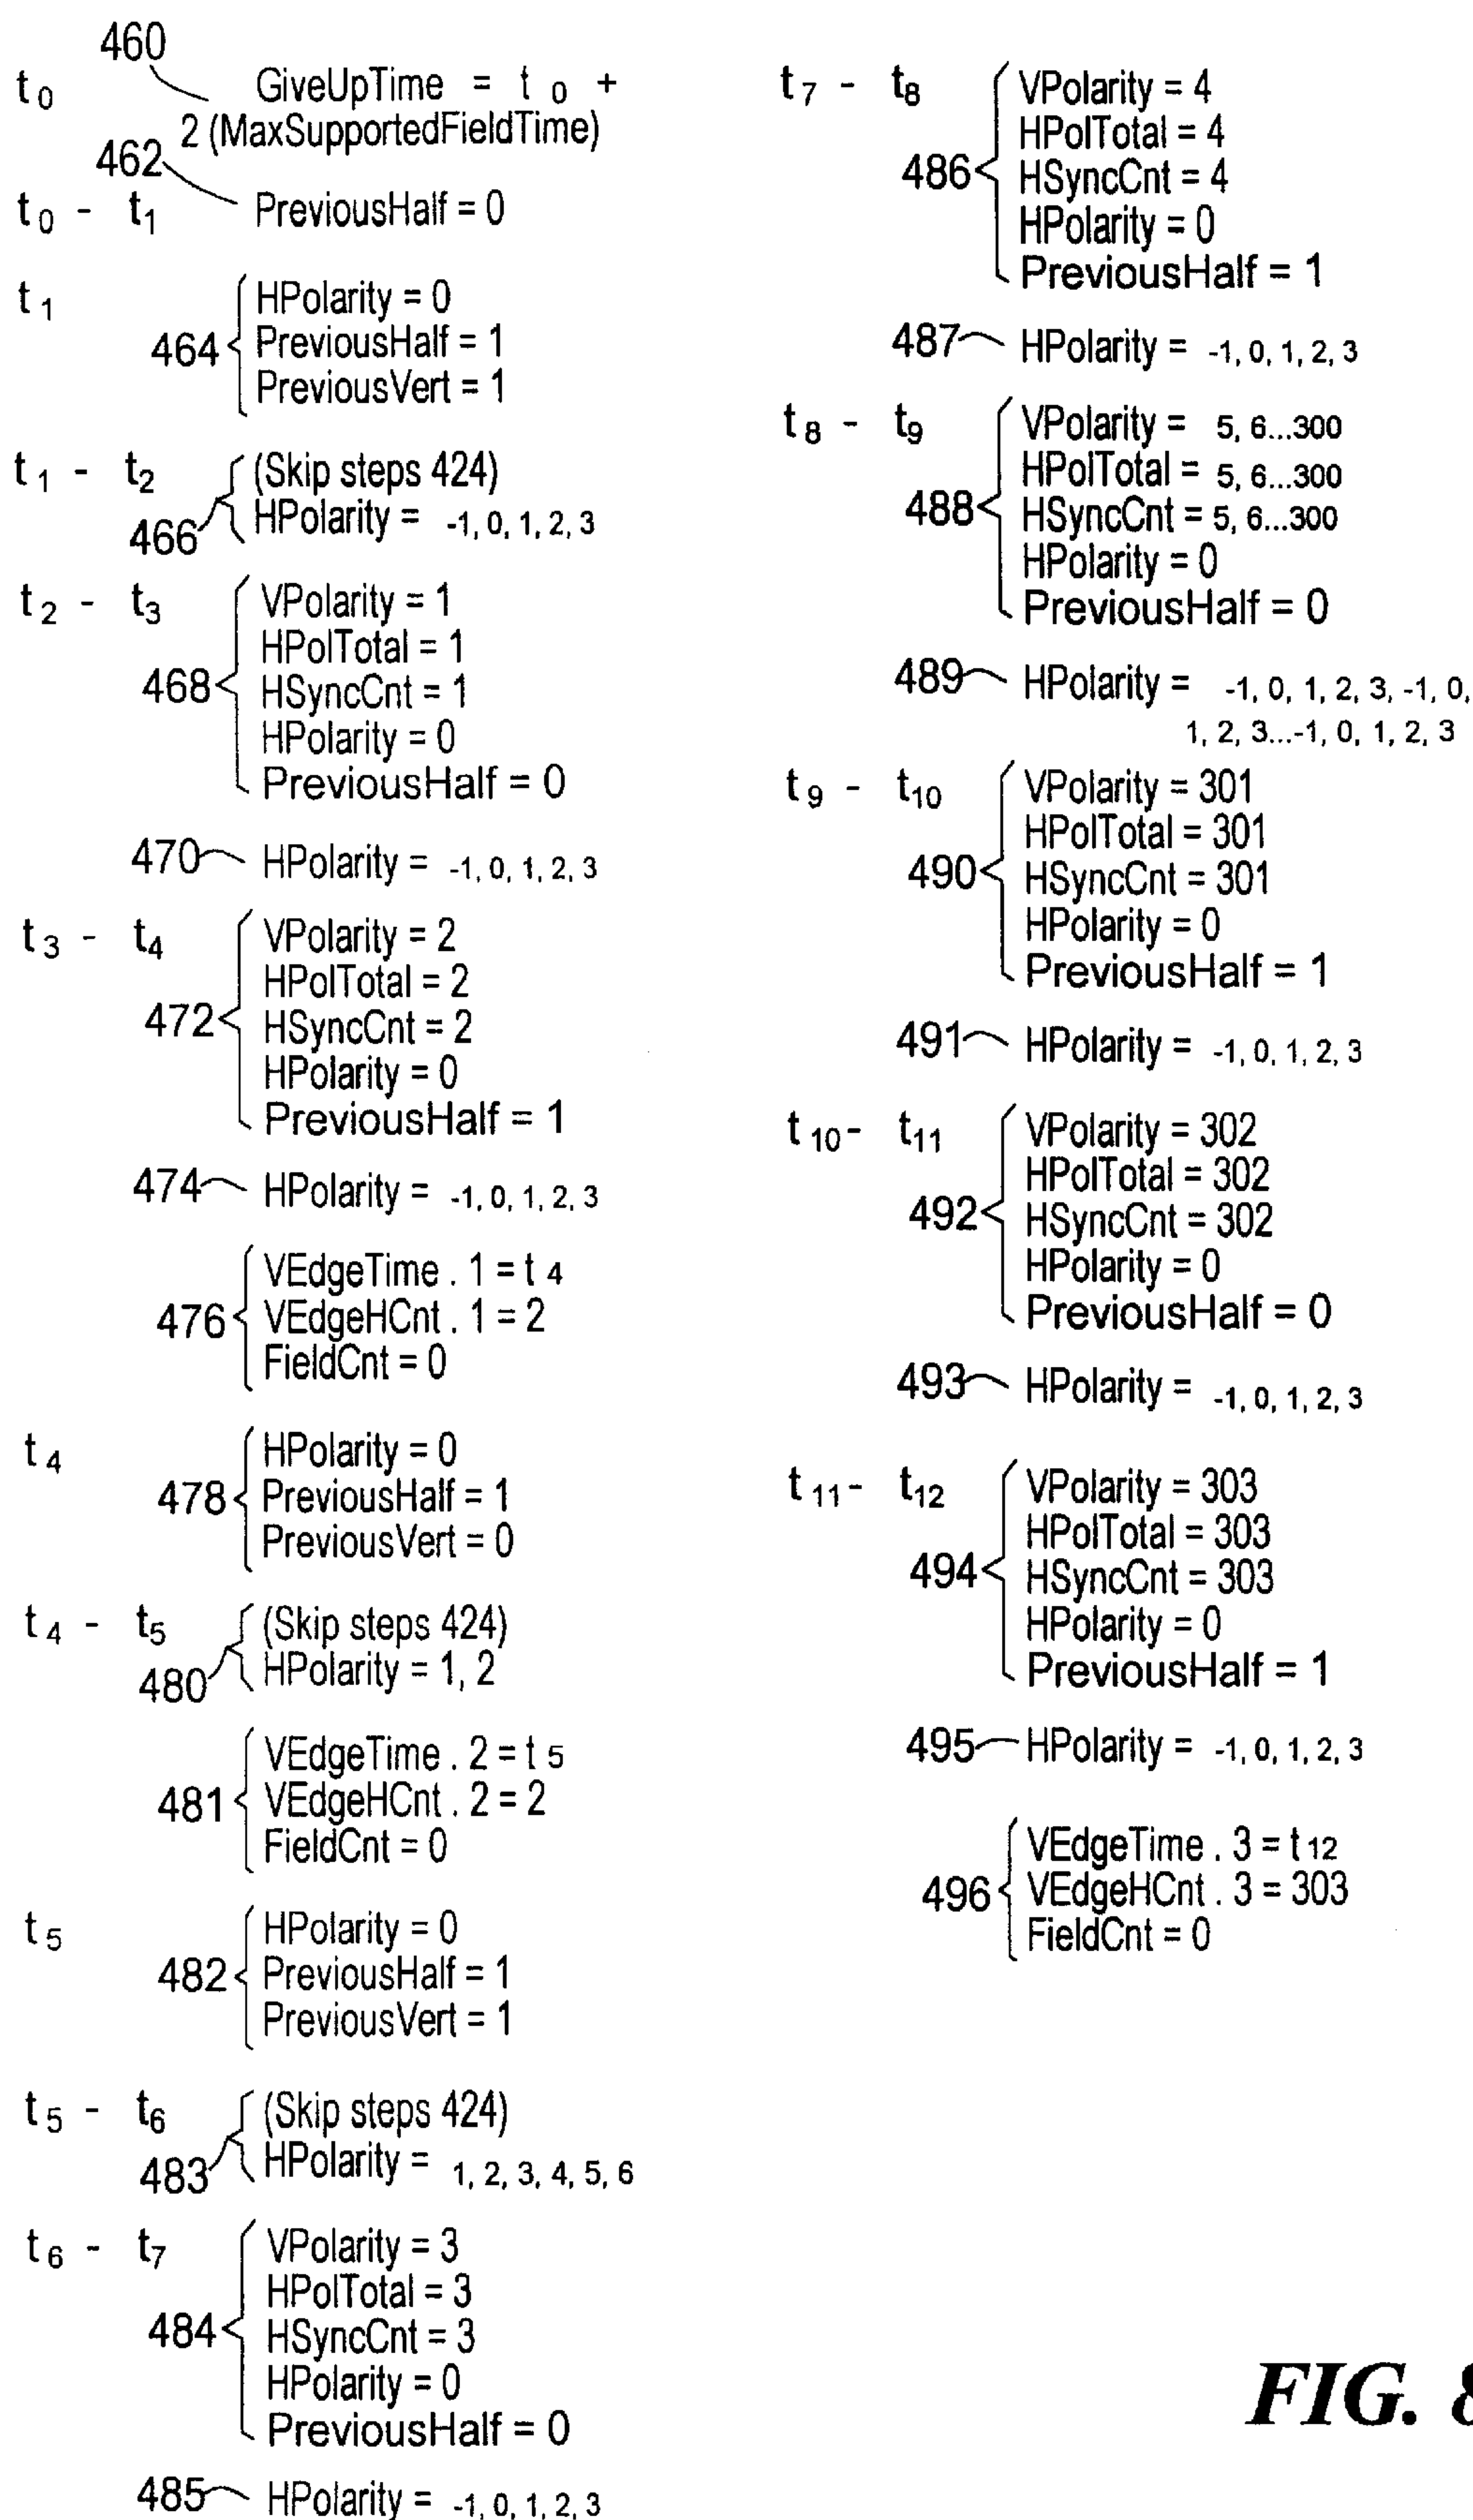 460
t0 GiveUpTime = t 0 +
2 (MaxSupportedFieldTime)
462
t0 - t1 PreviousHalf = 0
t1 HPolarity = 0
464 PreviousHalf = 1
PreviousVert = 1
t1 - t2 (Skip steps 424)
466 HPolarity = -1, 0, 1, 2, 3
t2 - t3 VPolarity = 1
HPolTotal = 1
468 HSyncCnt = 1
HPolarity = 0
PreviousHalf = 0
470 HPolarity = -1, 0, 1, 2, 3
t3 - t4 VPolarity = 2
HPolTotal = 2
472 HSyncCnt = 2
HPolarity = 0
PreviousHalf = 1
474 HPolarity = -1, 0, 1, 2, 3
VEdgeTime . 1 = t 4
476 VEdgeHCnt . 1 = 2
FieldCnt = 0
t4 HPolarity = 0
478 PreviousHalf = 1
PreviousVert = 0
t4 - t5 (Skip steps 424)
480 HPolarity = 1, 2
VEdgeTime . 2 = t 5
481 VEdgeHCnt . 2 = 2
FieldCnt = 0
t5 HPolarity = 0
482 PreviousHalf = 1
PreviousVert = 1
t5 - t6 (Skip steps 424)
483 HPolarity = 1, 2, 3, 4, 5, 6
t6 - t7 VPolarity = 3
HPolTotal = 3
484 HSyncCnt = 3
HPolarity = 0
PreviousHalf = 0
485 HPolarity = -1, 0, 1, 2, 3
t7 - t8 VPolarity = 4
HPolTotal = 4
486 HSyncCnt = 4
HPolarity = 0
PreviousHalf = 1
487 HPolarity = -1, 0, 1, 2, 3
t8 - t9 VPolarity = 5, 6...300
HPolTotal = 5, 6...300
488 HSyncCnt = 5, 6...300
HPolarity = 0
PreviousHalf = 0
489 HPolarity = -1, 0, 1, 2, 3, -1, 0,
1, 2, 3...-1, 0, 1, 2, 3
t9 - t10 VPolarity = 301
HPolTotal = 301
490 HSyncCnt = 301
HPolarity = 0
PreviousHalf = 1
491 HPolarity = -1, 0, 1, 2, 3
t10 - t11 VPolarity = 302
HPolTotal = 302
492 HSyncCnt = 302
HPolarity = 0
PreviousHalf = 0
493 HPolarity = -1, 0, 1, 2, 3
t11 - t12 VPolarity = 303
HPolTotal = 303
494 HSyncCnt = 303
HPolarity = 0
PreviousHalf = 1
495 HPolarity = -1, 0, 1, 2, 3
VEdgeTime . 3 = t 12
496 VEdgeHCnt . 3 = 303
FieldCnt = 0
FIG.